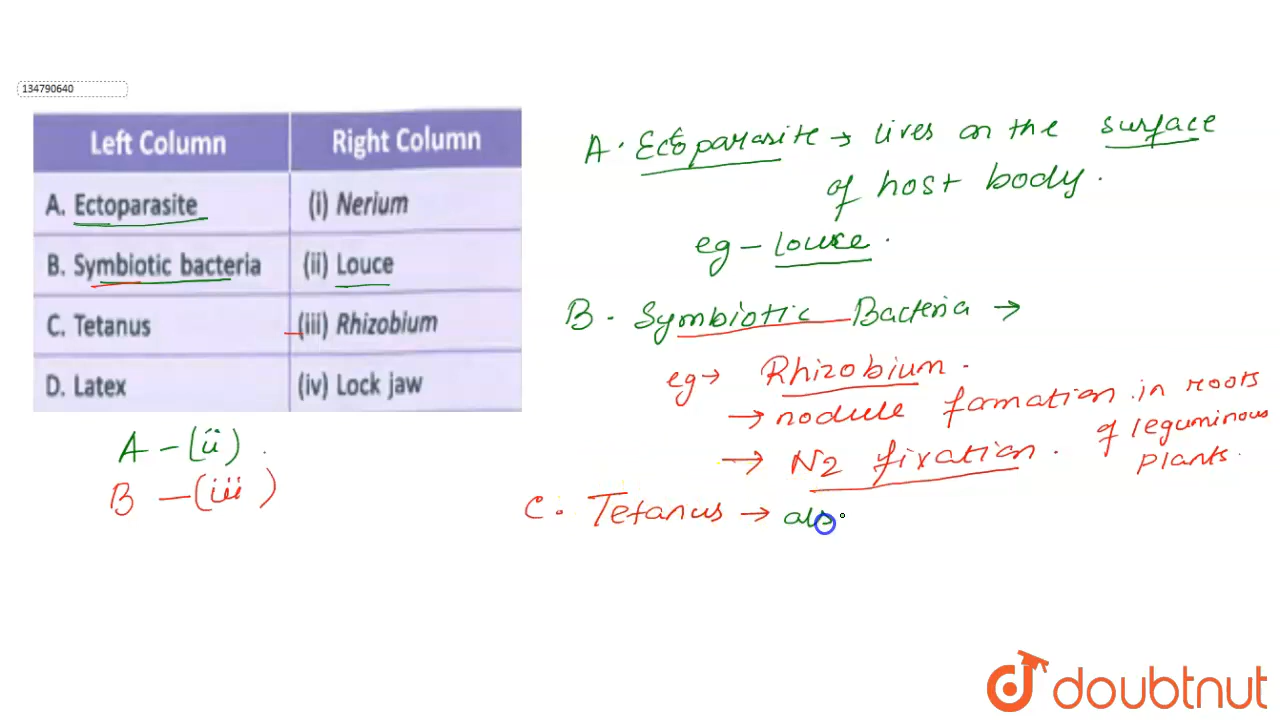 134790640
Left Column Right Column
A. Ectoparasite (i) Nerium
B. Symbiotic bacteria (ii) Louce
C. Tetanus (iii) Rhizobium
D. Latex (iv) Lock jaw
A - (ii) .
B - (iii)
A. Ectoparasite → lives on the surface
of host body.
eg - louse.
B. Symbiotic Bacteria →
eg → Rhizobium.
→ nodule formation in roots
of leguminous
plants.
→ N2 fixation.
C. Tetanus → als
doubtnut